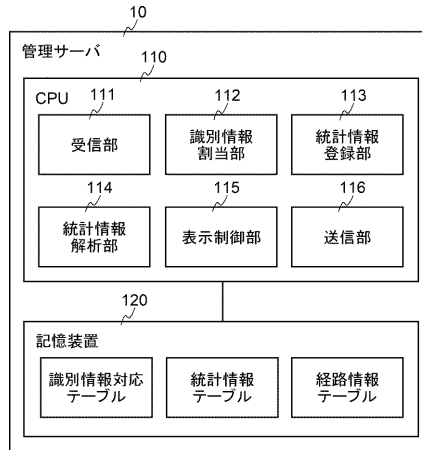 10
管理サーバ
110
CPU
111
112
113
受信部
識別情報
割当部
統計情報
登録部
114
115
116
統計情報
解析部
表示制御部
送信部
120
記憶装置
識別情報対応
テーブル
統計情報
テーブル
経路情報
テーブル